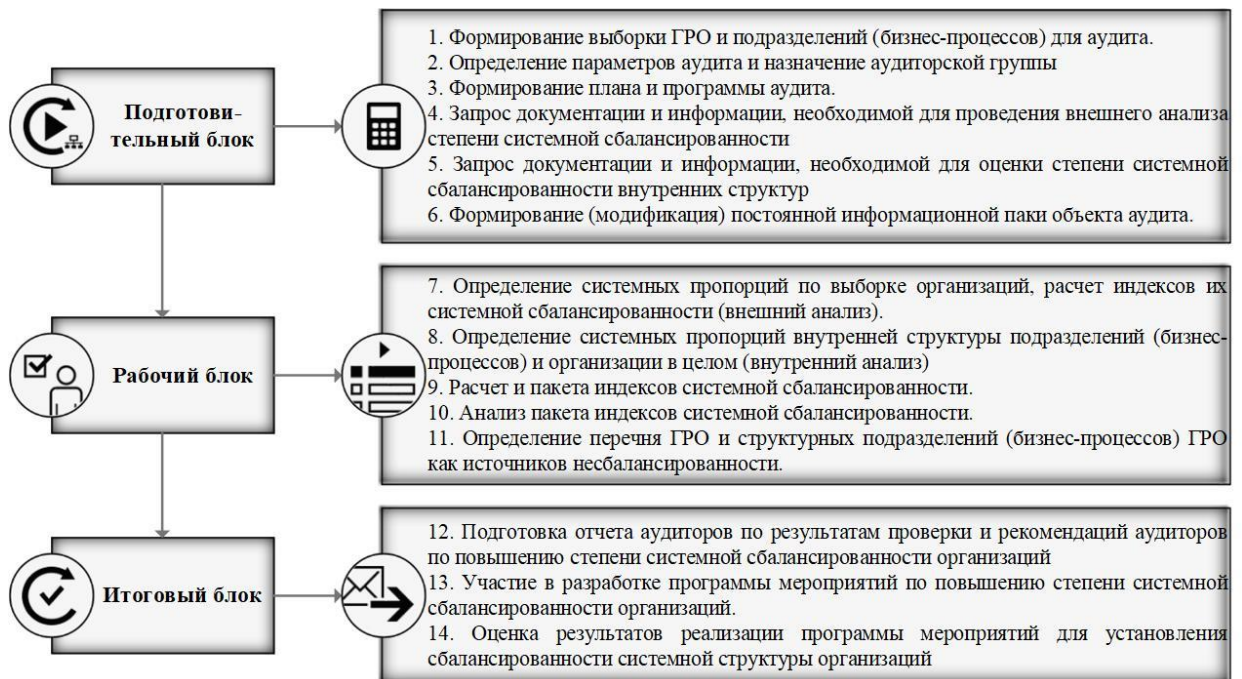 Подготови-
тельный блок
1. Формирование выборки ГРО и подразделений (бизнес-процессов) для аудита.
2. Определение параметров аудита и назначение аудиторской группы
3. Формирование плана и программы аудита.
4. Запрос документации и информации, необходимой для проведения внешнего анализа
степени системной сбалансированности
5. Запрос документации и информации, необходимой для оценки степени системной
сбалансированности внутренних структур
6. Формирование (модификация) постоянной информационной паки объекта аудита.
Рабочий блок
7. Определение системных пропорций по выборке организаций, расчет индексов их
системной сбалансированности (внешний анализ).
8. Определение системных пропорций внутренней структуры подразделений (бизнес-
процессов) и организации в целом (внутренний анализ)
9. Расчет и пакета индексов системной сбалансированности.
10. Анализ пакета индексов системной сбалансированности.
11. Определение перечня ГРО и структурных подразделений (бизнес-процессов) ГРО
как источников несбалансированности.
Итоговый блок
12. Подготовка отчета аудиторов по результатам проверки и рекомендаций аудиторов
по повышению степени системной сбалансированности организаций
13. Участие в разработке программы мероприятий по повышению степени системной
сбалансированности организаций.
14. Оценка результатов реализации программы мероприятий для установления
сбалансированности системной структуры организаций